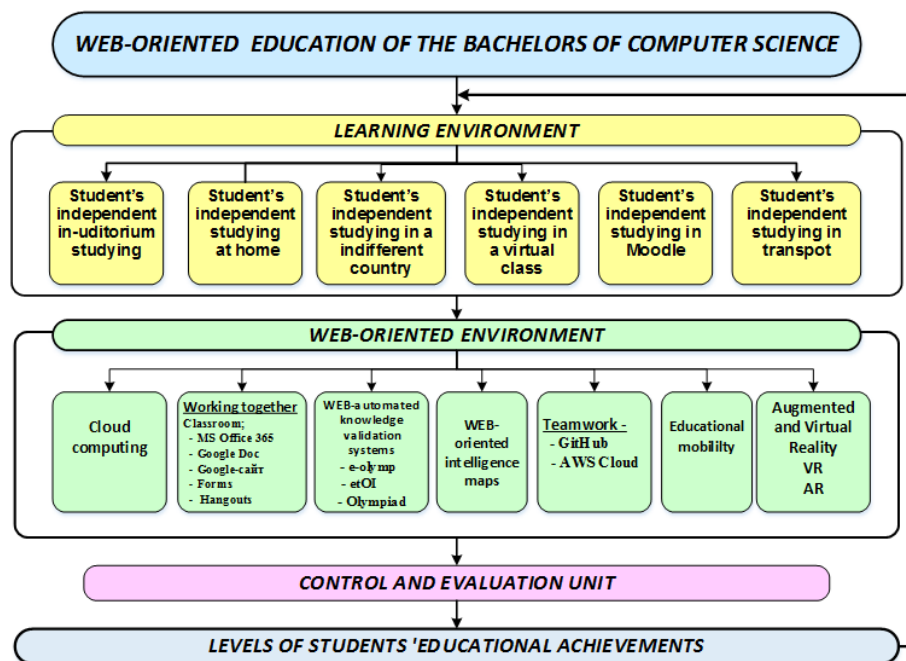 WEB-ORIENTED EDUCATION OF THE BACHELORS OF COMPUTER SCIENCE
LEARNING ENVIRONMENT
Student's
independent
in-uditorium
studying
Student's
independent
studying
at home
Student's
independent
studying in a
indifferent
country
Student's
independent
studying in
a virtual
class
Student's
independent
studying in
Moodle
Student's
independent
studying in
transpot
WEB-ORIENTED ENVIRONMENT
Cloud
computing
Working together
Classroom;
- MS Office 365
- Google Doc
- Google-сайт
- Forms
- Hangouts
WEB-automated
knowledge
validation
systems
- e-olymp
- etOI
- Olympiad
WEB-
oriented
intelligence
maps
Teamwork -
- GitHub
- AWS Cloud
Educational
mobilility
Augmented
and Virtual
Reality
VR
AR
CONTROL AND EVALUATION UNIT
LEVELS OF STUDENTS 'EDUCATIONAL ACHIEVEMENTS